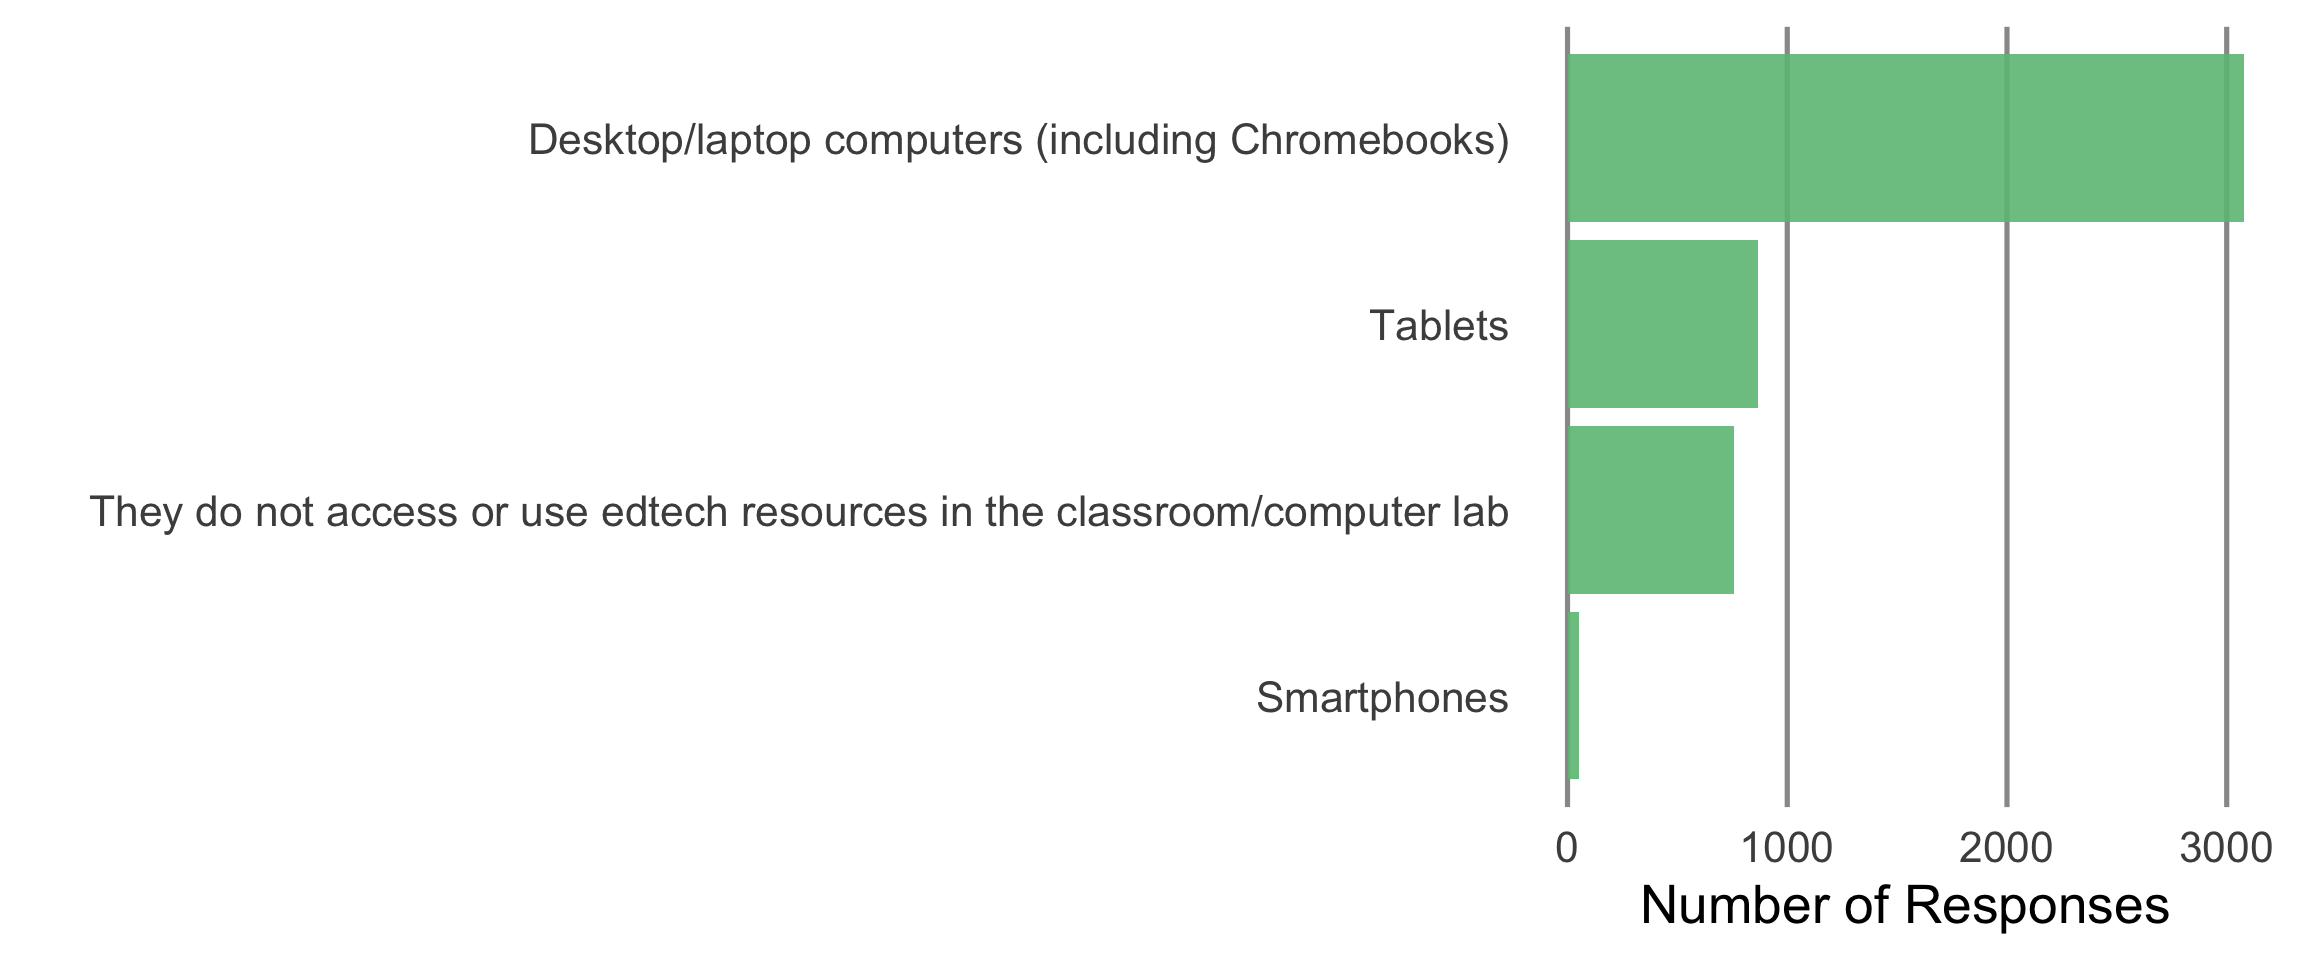 Desktop/laptop computers (including Chromebooks)
Tablets
They do not access or use edtech resources in the classroom/computer lab
Smartphones
0 1000 2000 3000
Number of Responses